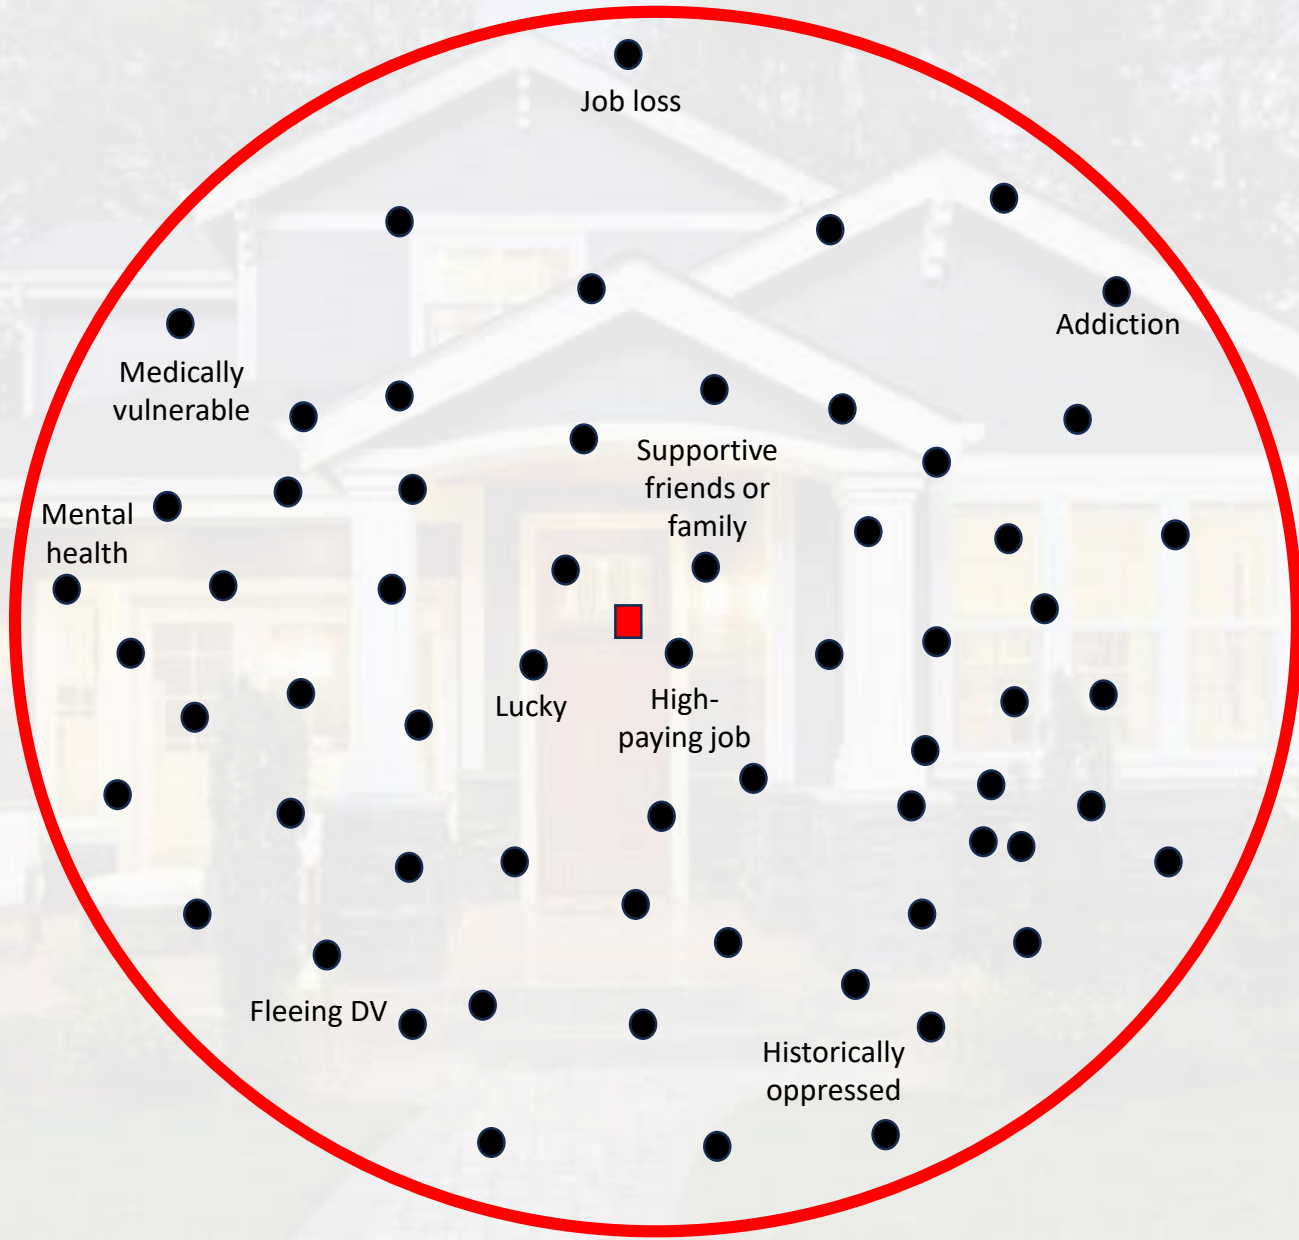 Job loss
Addiction
Medically
vulnerable
Supportive
friends or
family
Mental
health
Lucky
High-
paying job
Fleeing DV
Historically
oppressed